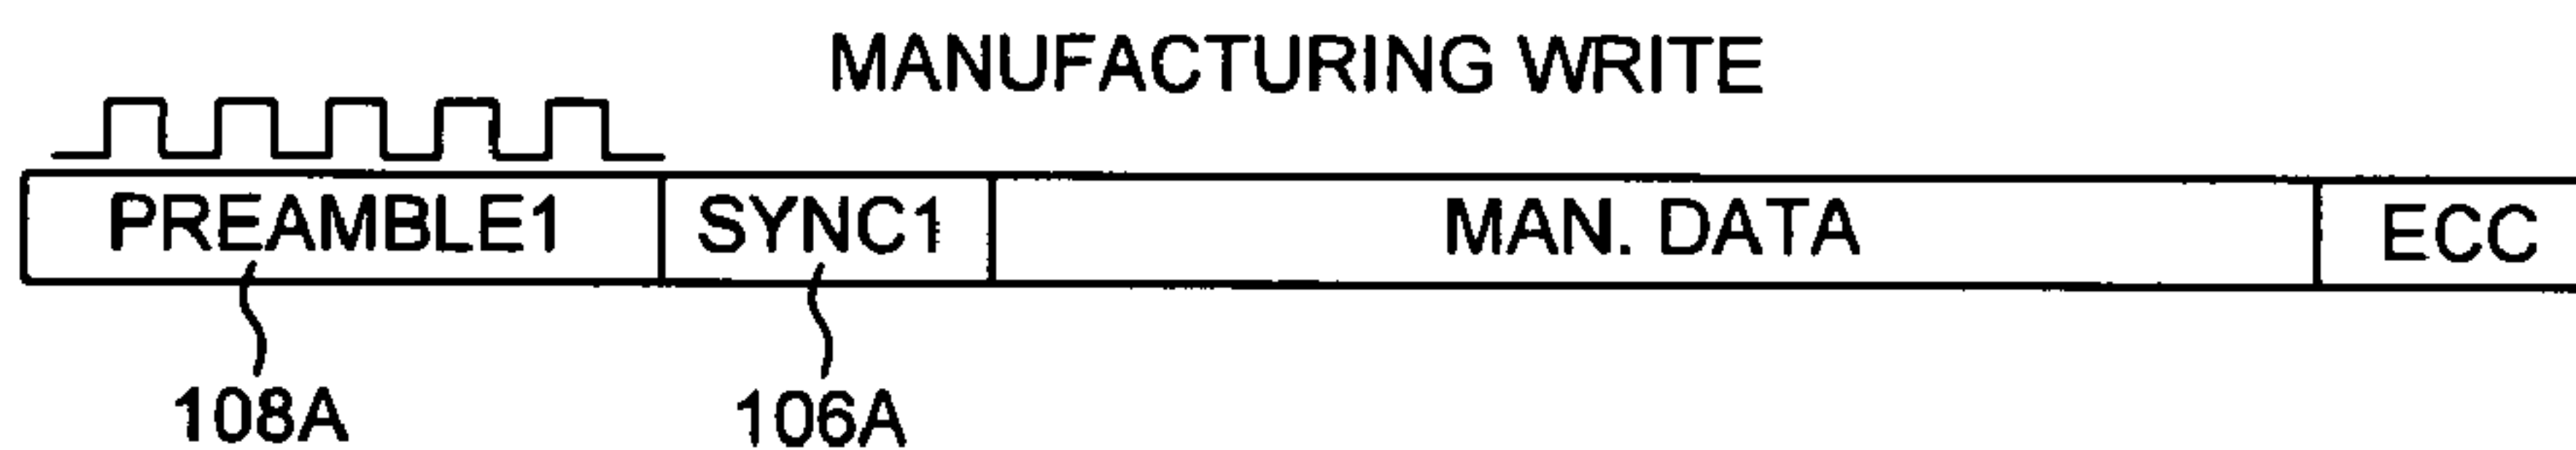 MANUFACTURING WRITE
PREAMBLE1 SYNC1 MAN. DATA ECC
108A 106A